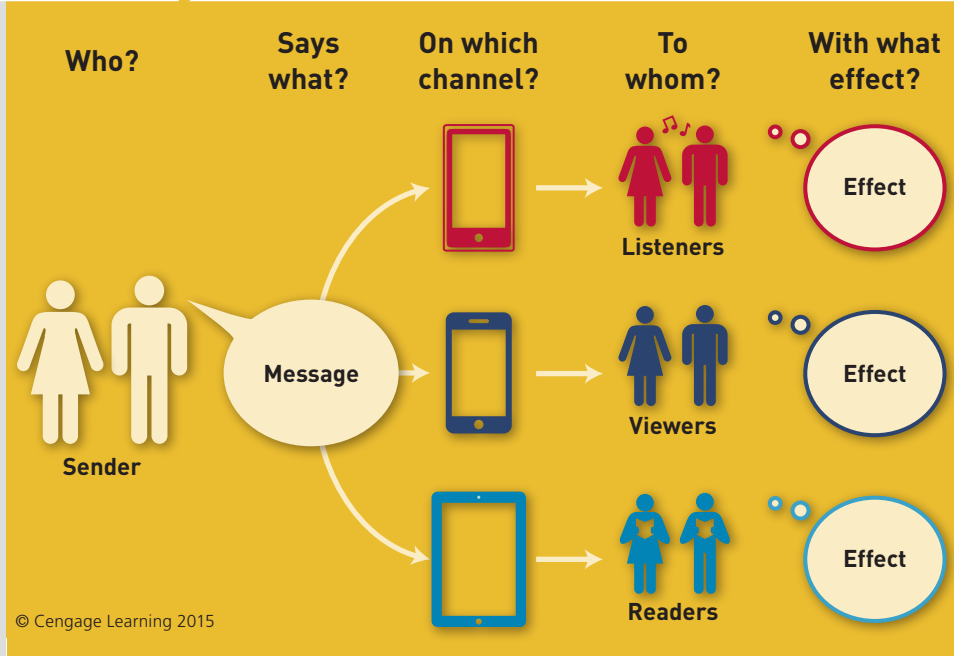 Who?
Says
what?
On which
channel?
To
whom?
With what
effect?
Listeners
Effect
Message
Sender
Viewers
Effect
Readers
Effect
© Cengage Learning 2015